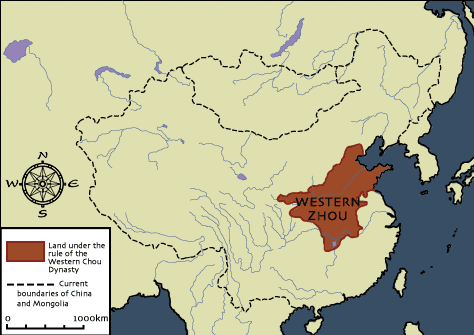 N
W E
S
WESTERN
ZHOU
Land under the
rule of the
Western Chou
Dynasty
Current
boundaries of China
and Mongolia
0 1000km